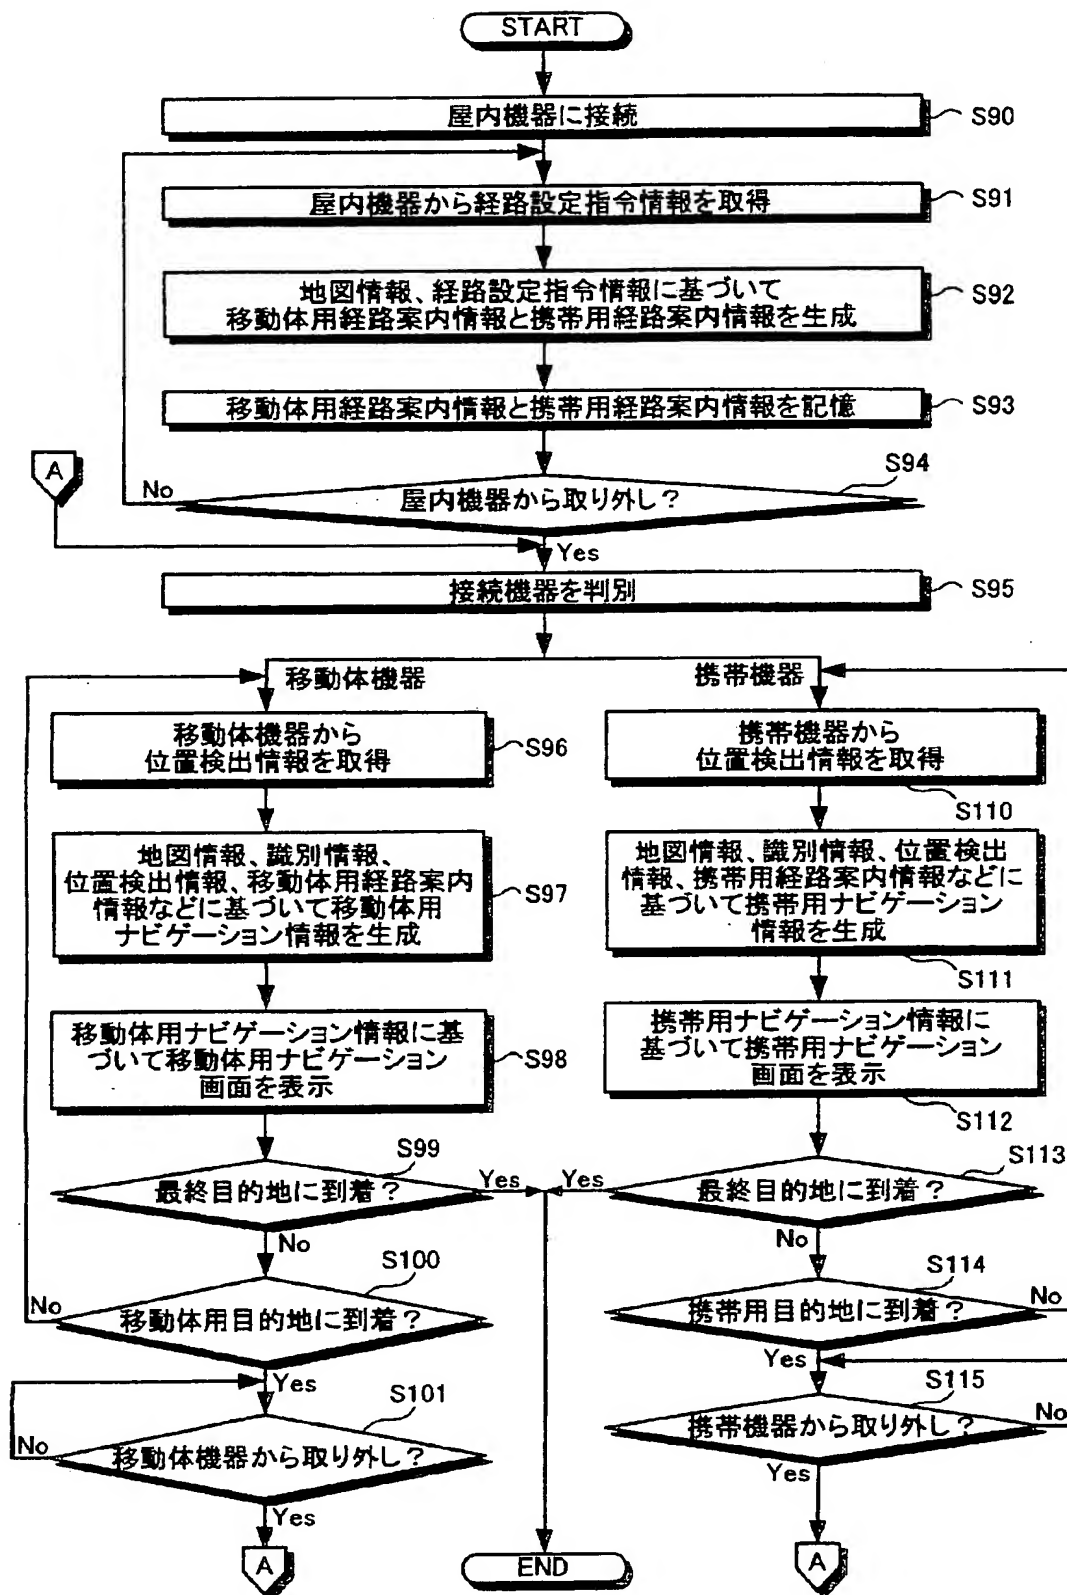 START
屋内機器に接続
S90
屋内機器から経路設定指令情報を取得
S91
地図情報、経路設定指令情報に基づいて
移動体用経路案内情報と携帯用経路案内情報を生成
S92
移動体用経路案内情報と携帯用経路案内情報を記憶
S93
A
No
屋内機器から取り外し?
S94
Yes
接続機器を判別
S95
移動体機器
携帯機器
移動体機器から
位置検出情報を取得
S96
地図情報、識別情報、
位置検出情報、移動体用経路案内
情報などに基づいて移動体用
ナビゲーション情報を生成
S97
移動体用ナビゲーション情報に基
づいて移動体用ナビゲーション
画面を表示
S98
最終目的地に到着?
S99
Yes
No
移動体用目的地に到着?
S100
No
Yes
移動体機器から取り外し?
S101
No
Yes
A
携帯機器から
位置検出情報を取得
S110
地図情報、識別情報、位置検出
情報、携帯用経路案内情報などに
基づいて携帯用ナビゲーション
情報を生成
S111
携帯用ナビゲーション情報に
基づいて携帯用ナビゲーション
画面を表示
S112
最終目的地に到着?
S113
Yes
No
携帯用目的地に到着?
S114
No
Yes
携帯機器から取り外し?
S115
No
Yes
A
END